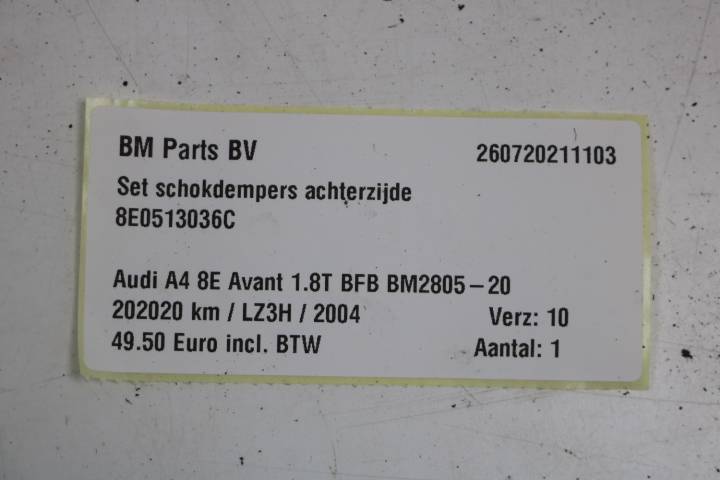 BM Parts BV 260720211103
Set schokdempers achterzijde
8E0513036C
Audi A4 8E Avant 1.8T BFB BM2805-20
202020 km / LZ3H / 2004 Verz: 10
49.50 Euro incl. BTW Aantal: 1